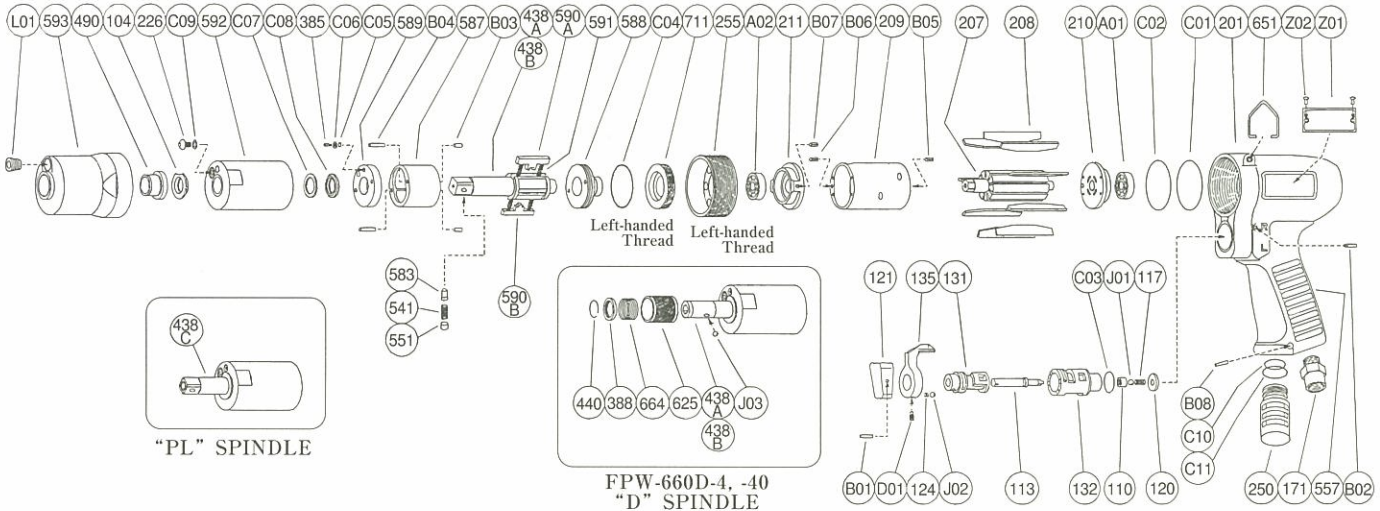 L01 593 490 104 226 C09 592 C07 C08 385 C06 C05 589 B04 587 B03 438 A 590 A 591 588 C04 711 255 A02 211 B07 B06 209 B05 207 208 210 A01 C02 C01 201 651 Z02 Z01
438 B
Left-handed Thread
Left-handed Thread
583
541
551
590 B
438 C
"PL" SPINDLE
440 388 664 625 438 A J03
438 B
FPW-660D-4, -40
"D" SPINDLE
121 135 131 C03 J01 117
B01 D01 124 J02 113 132 110 120
R
L
B08
C10
C11
250 171 557 B02